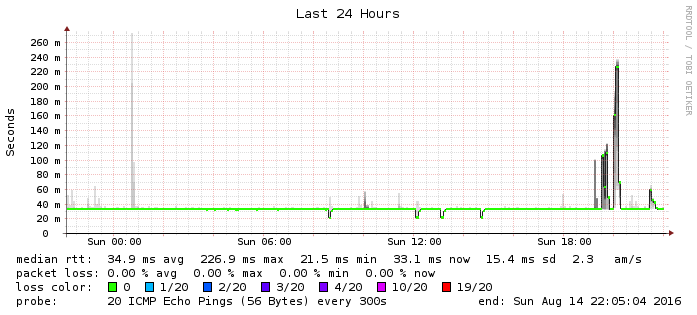 Last 24 Hours
RRDTOOL / TOBI OETIKER
Seconds
260 m
240 m
220 m
200 m
180 m
160 m
140 m
120 m
100 m
80 m
60 m
40 m
20 m
0
Sun 00:00 Sun 06:00 Sun 12:00 Sun 18:00
median rtt: 34.9 ms avg 226.9 ms max 21.5 ms min 33.1 ms now 15.4 ms sd 2.3 am/s
packet loss: 0.00 % avg 0.00 % max 0.00 % min 0.00 % now
loss color: 0 1/20 2/20 3/20 4/20 10/20 19/20
probe: 20 ICMP Echo Pings (56 Bytes) every 300s end: Sun Aug 14 22:05:04 2016